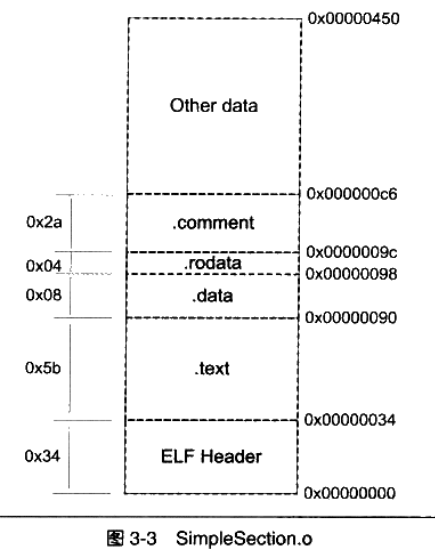 0x00000450
Other data
0x000000c6
0x2a .comment
0x0000009c
0x04 .rodata
0x00000098
0x08 .data
0x00000090
0x5b .text
0x00000034
0x34 ELF Header
0x00000000
图 3-3 SimpleSection.o